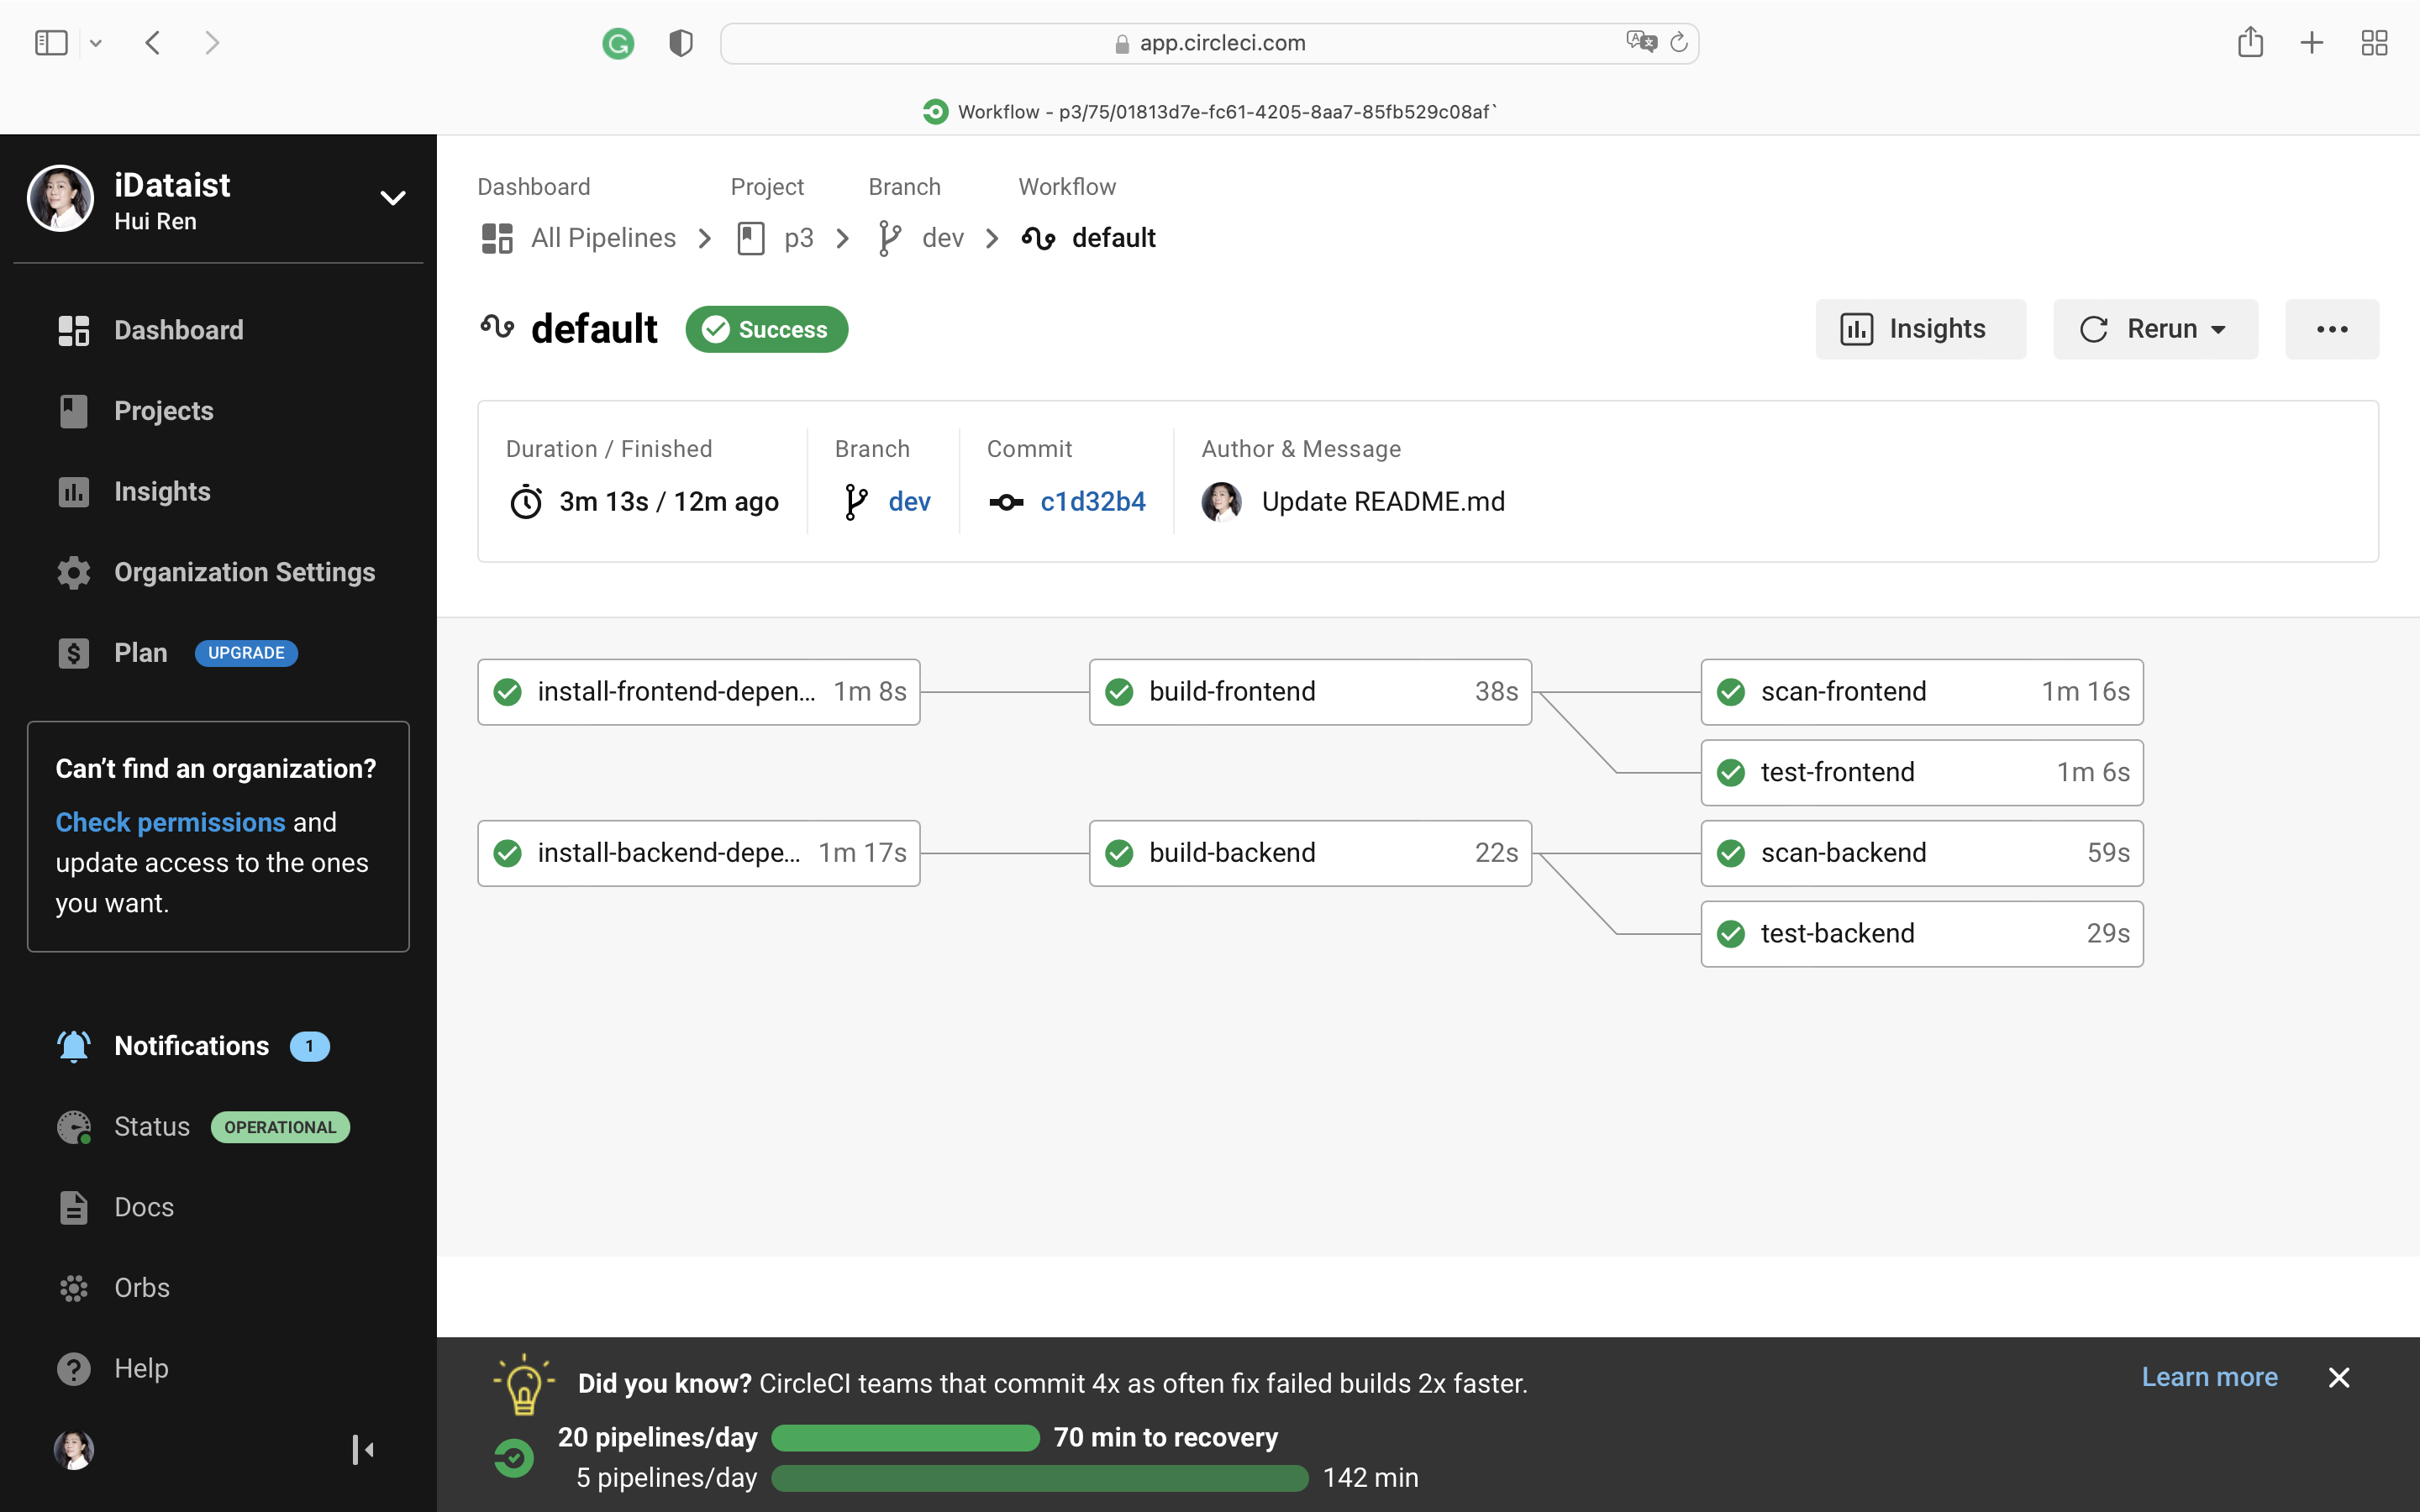 app.circleci.com
Workflow - p3/75/01813d7e-fc61-4205-8aa7-85fb529c08af`
iDataist
Hui Ren
Dashboard
Projects
Insights
Organization Settings
Plan UPGRADE
Can’t find an organization?
Check permissions and
update access to the ones
you want.
Notifications 1
Status OPERATIONAL
Docs
Orbs
Help
Dashboard Project Branch Workflow
All Pipelines p3 dev default
default Success Insights Rerun
Duration / Finished Branch Commit Author & Message
3m 13s / 12m ago dev c1d32b4 Update README.md
install-frontend-depen... 1m 8s build-frontend 38s scan-frontend 1m 16s
test-frontend 1m 6s
install-backend-depe... 1m 17s build-backend 22s scan-backend 59s
test-backend 29s
Did you know? CircleCI teams that commit 4x as often fix failed builds 2x faster. Learn more
20 pipelines/day 70 min to recovery
5 pipelines/day 142 min